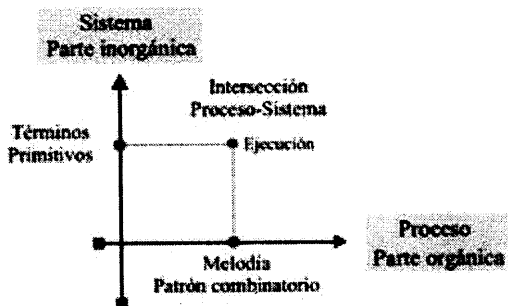 Sistema
Parte inorgánica
Intersección
Proceso-Sistema
Términos
Primitivos
Ejecución
Proceso
Parte orgánica
Melodía
Patrón combinatorio